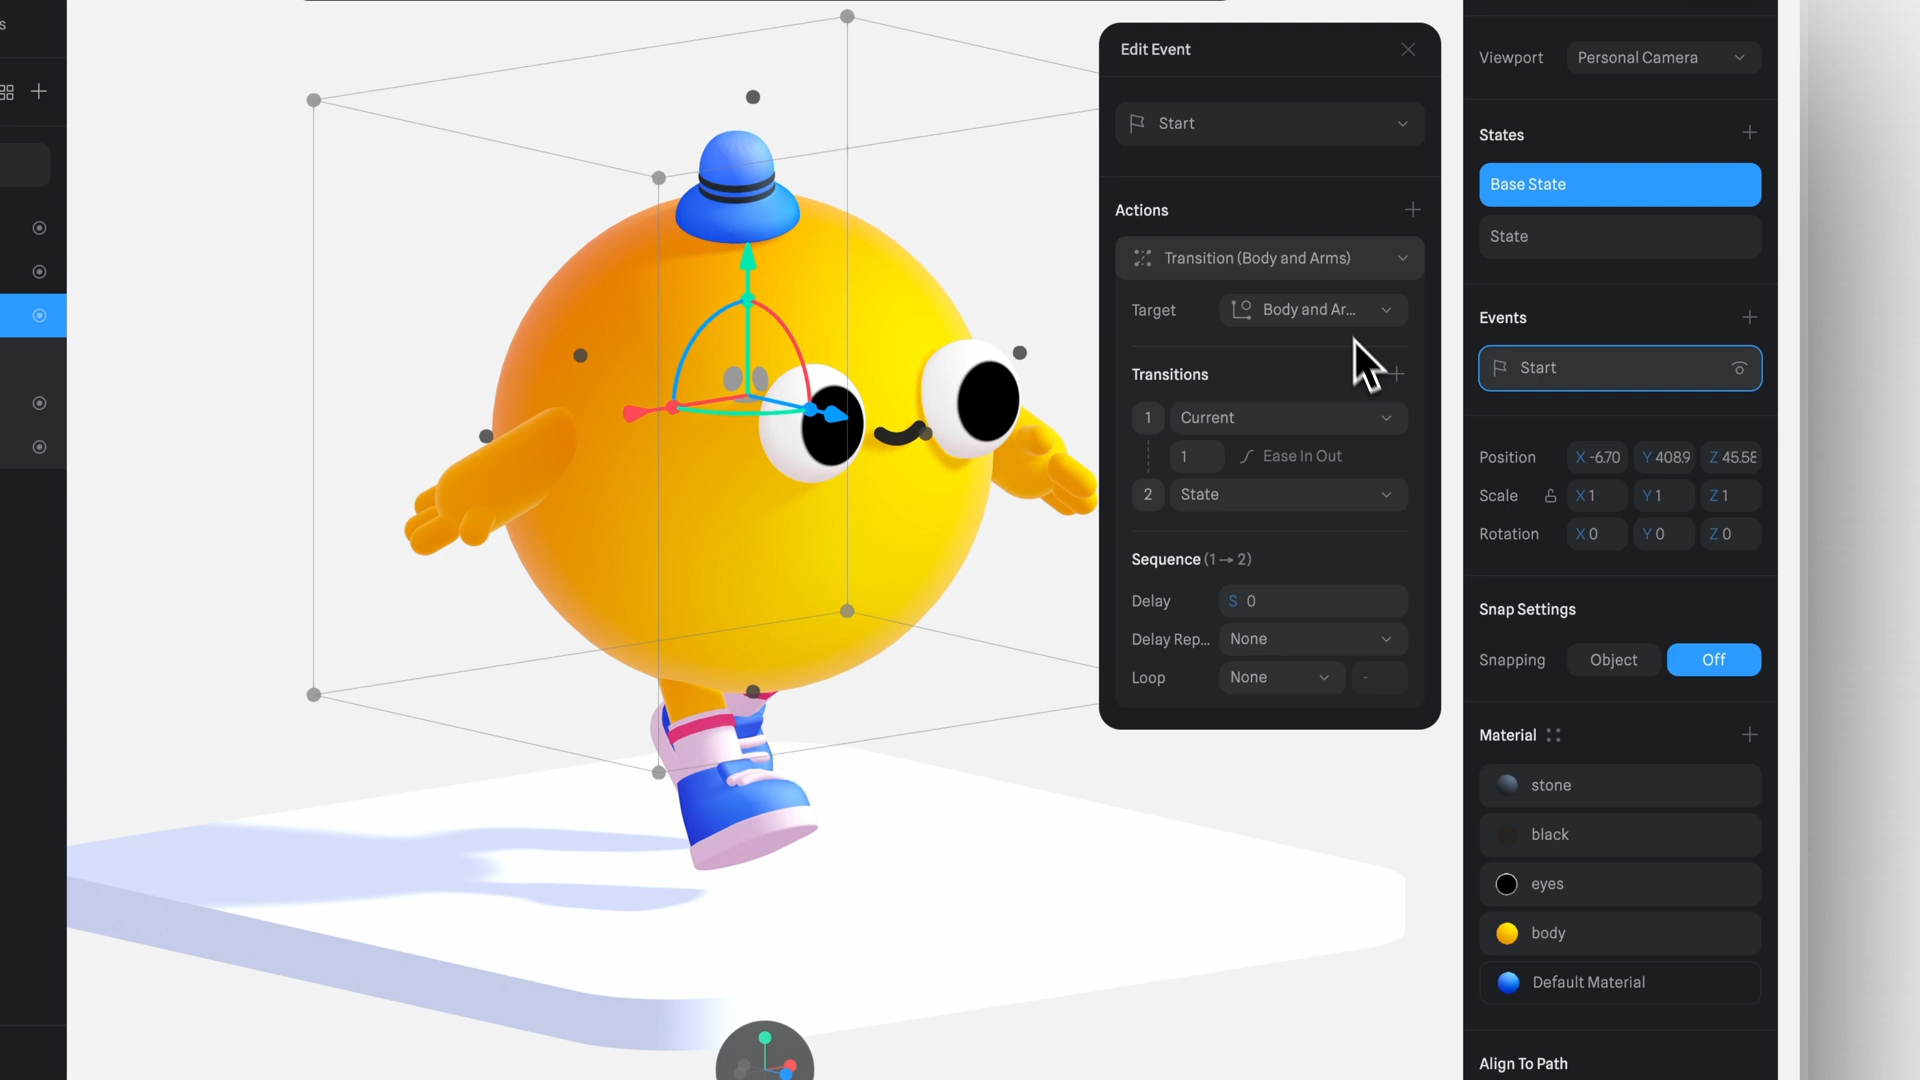 s
Edit Event
Start
Actions
Transition (Body and Arms)
Target
Body and Ar...
Transitions
1
Current
1
Ease In Out
2
State
Sequence (1→2)
Delay
S 0
Delay Rep...
None
Loop
None
-
Viewport
Personal Camera
States
Base State
State
Events
Start
Position
X -6.70
Y 408.9
Z 45.58
Scale
X 1
Y 1
Z 1
Rotation
X 0
Y 0
Z 0
Snap Settings
Snapping
Object
Off
Material
stone
black
eyes
body
Default Material
Align To Path